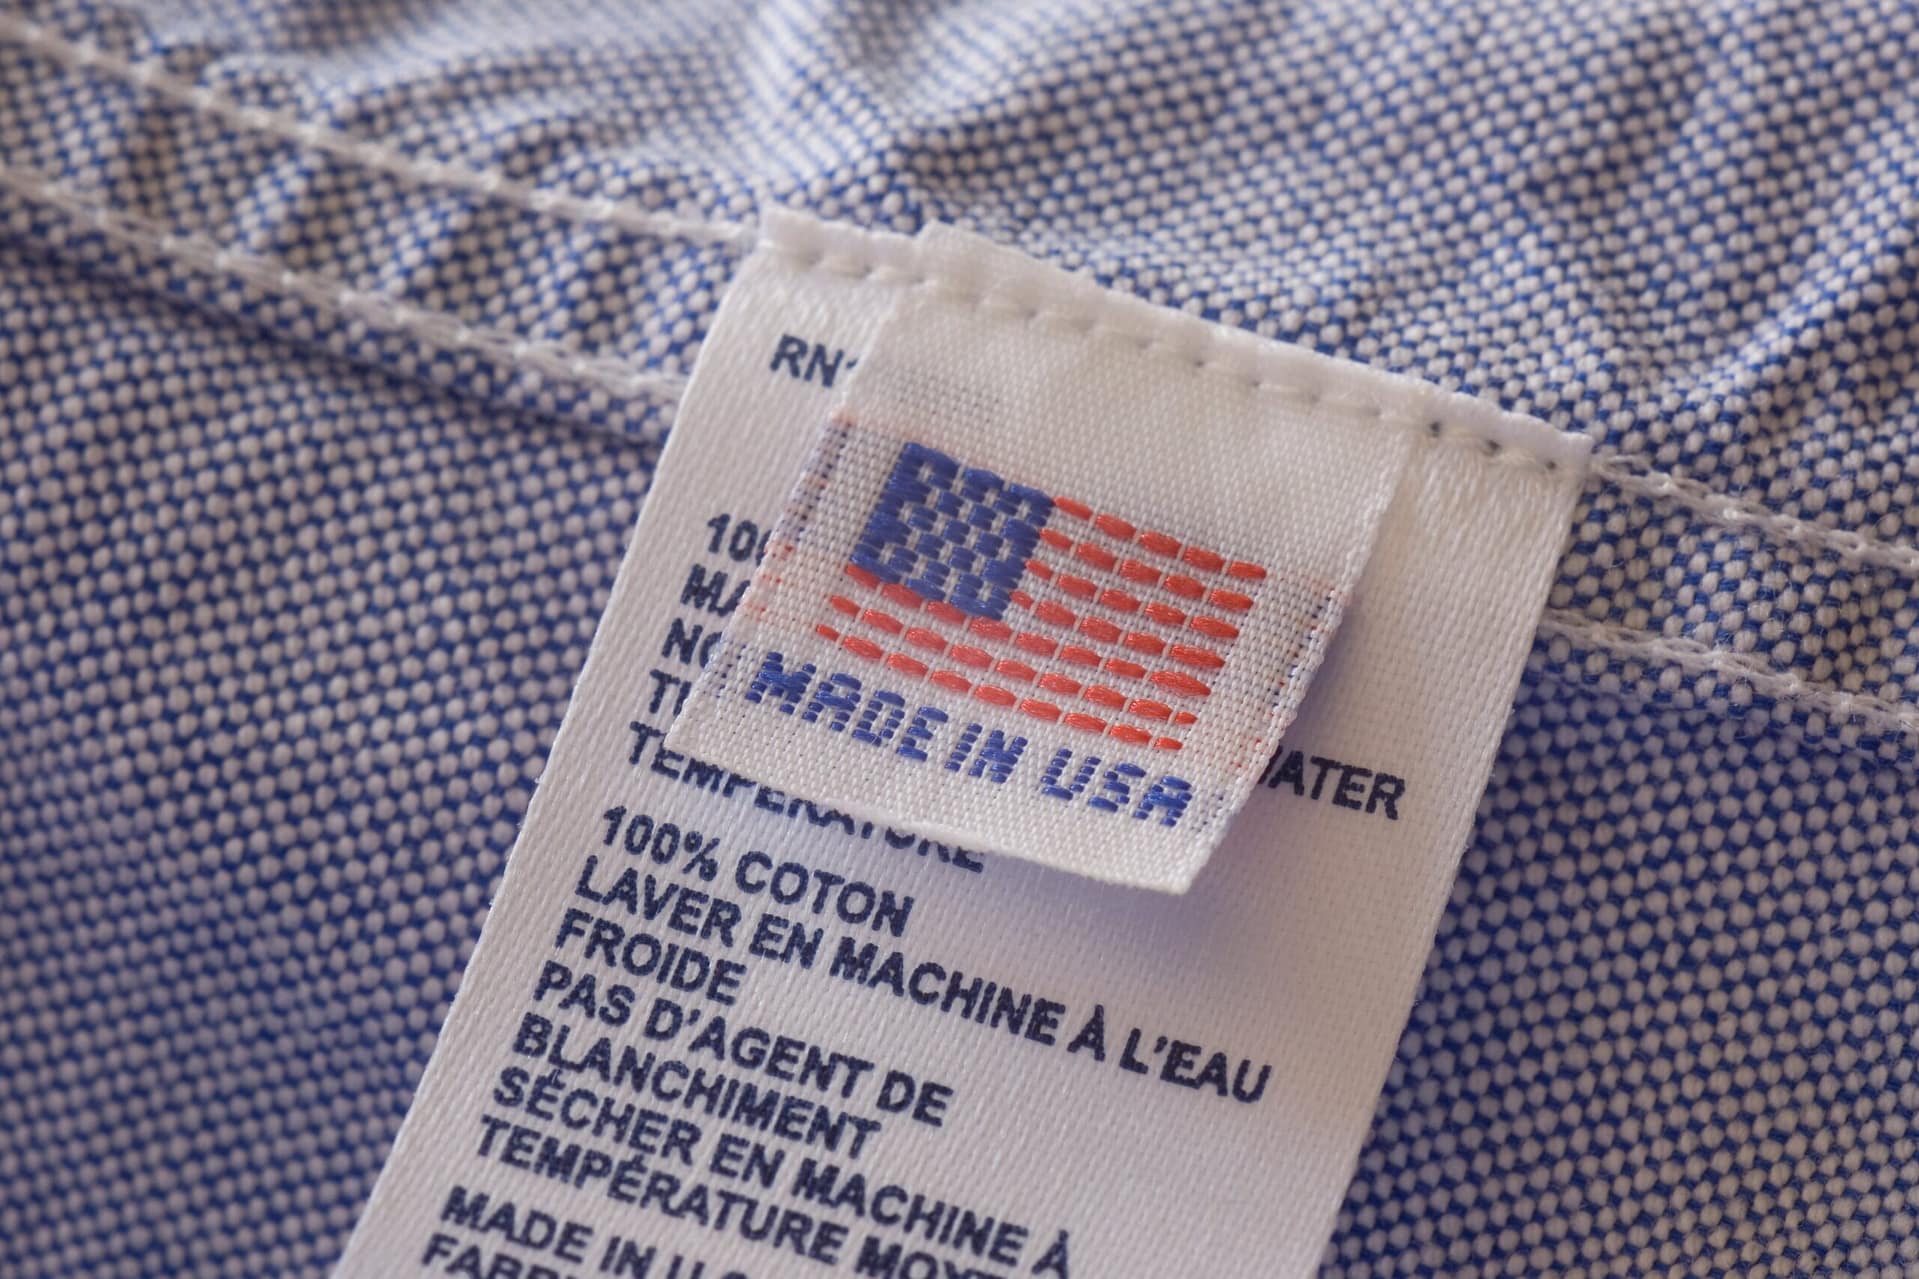 MADE IN USA
WATER
TEMPERATURE
100% COTON
LAVER EN MACHINE À L'EAU
FROIDE
PAS D'AGENT DE
BLANCHIMENT
SÉCHER EN MACHINE À
TEMPÉRATURE
MADE IN